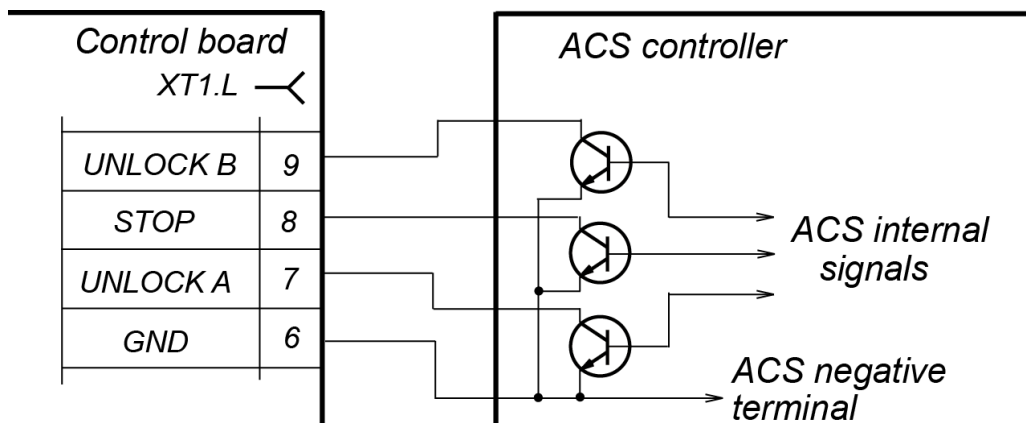 Control board
XT1.L
UNLOCK B 9
STOP 8
UNLOCK A 7
GND 6
ACS controller
ACS internal
signals
ACS negative
terminal